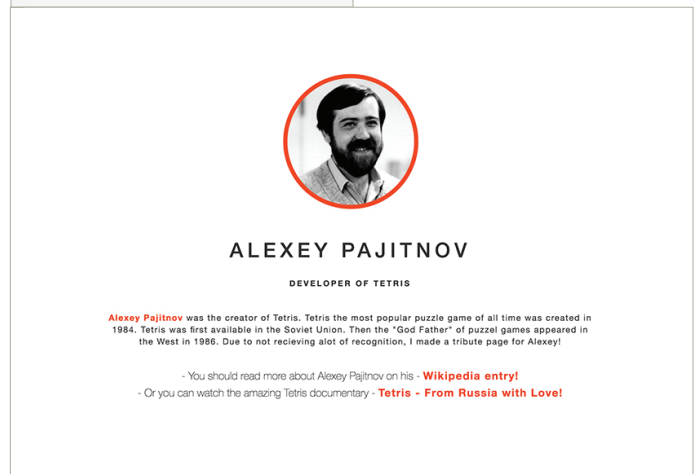 ALEXEY PAJITNOV
DEVELOPER OF TETRIS
Alexey Pajitnov was the creator of Tetris. Tetris the most popular puzzle game of all time was created in
1984. Tetris was first available in the Soviet Union. Then the "God Father" of puzzel games appeared in
the West in 1986. Due to not recieving alot of recognition, I made a tribute page for Alexey!
- You should read more about Alexey Pajitnov on his - Wikipedia entry!
- Or you can watch the amazing Tetris documentary - Tetris - From Russia with Love!